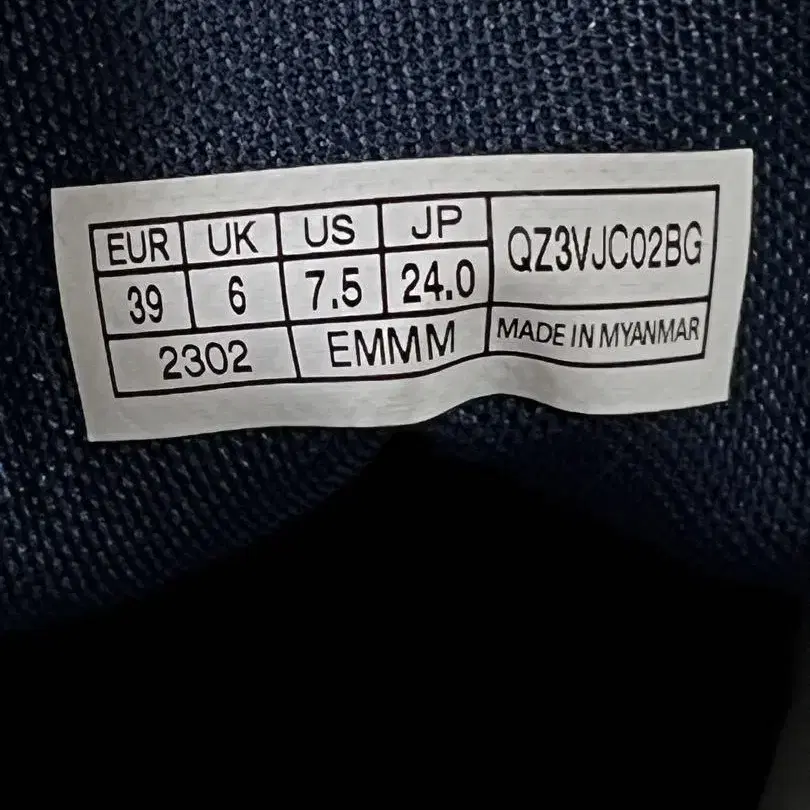 EUR UK US JP QZ3VJC02BG
39 6 7.5 24.0
2302 EMMM MADE IN MYANMAR